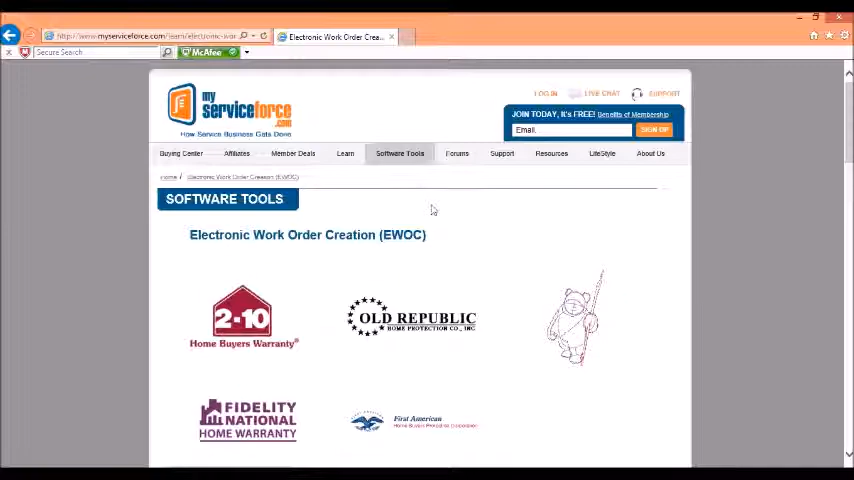 http://www.myserviceforce.com/learn/electronic-wor
Electronic Work Order Crea...
Secure Search
McAfee
LOG IN
LIVE CHAT
SUPPORT
my
serviceforce
.com
How Service Business Gets Done
JOIN TODAY, It's FREE! Benefits of Membership
Email
SIGN UP
Buying Center
Affiliates
Member Deals
Learn
Software Tools
Forums
Support
Resources
LifeStyle
About Us
Home / Electronic Work Order Creation (EWOC)
SOFTWARE TOOLS
Electronic Work Order Creation (EWOC)
2-10
Home Buyers Warranty®
OLD REPUBLIC
HOME PROTECTION CO., INC
FIDELITY
NATIONAL
HOME WARRANTY
First American
Home Buyers Protection Corporation